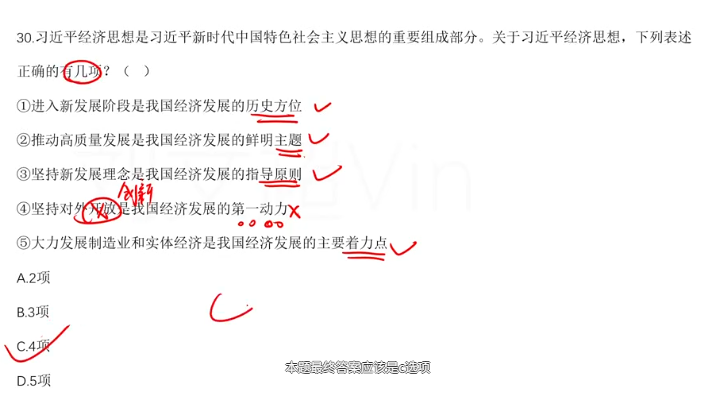 30.习近平经济思想是习近平新时代中国特色社会主义思想的重要组成部分。关于习近平经济思想，下列表述
正确的有几项？（ ）
①进入新发展阶段是我国经济发展的历史方位
②推动高质量发展是我国经济发展的鲜明主题
③坚持新发展理念是我国经济发展的指导原则
创新
④坚持对外开放是我国经济发展的第一动力
⑤大力发展制造业和实体经济是我国经济发展的主要着力点
A.2项
B.3项
C.4项
本题最终答案应该是c选项
D.5项